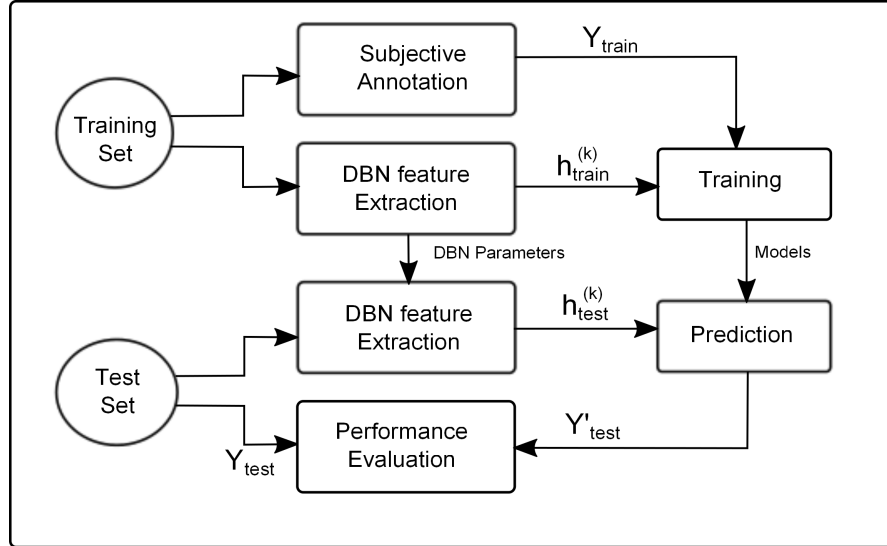 Training
Set
Subjective
Annotation
Y_train
DBN feature
Extraction
h_train^(k)
Training
DBN Parameters
Models
DBN feature
Extraction
h_test^(k)
Prediction
Test
Set
Y_test
Performance
Evaluation
Y'_test